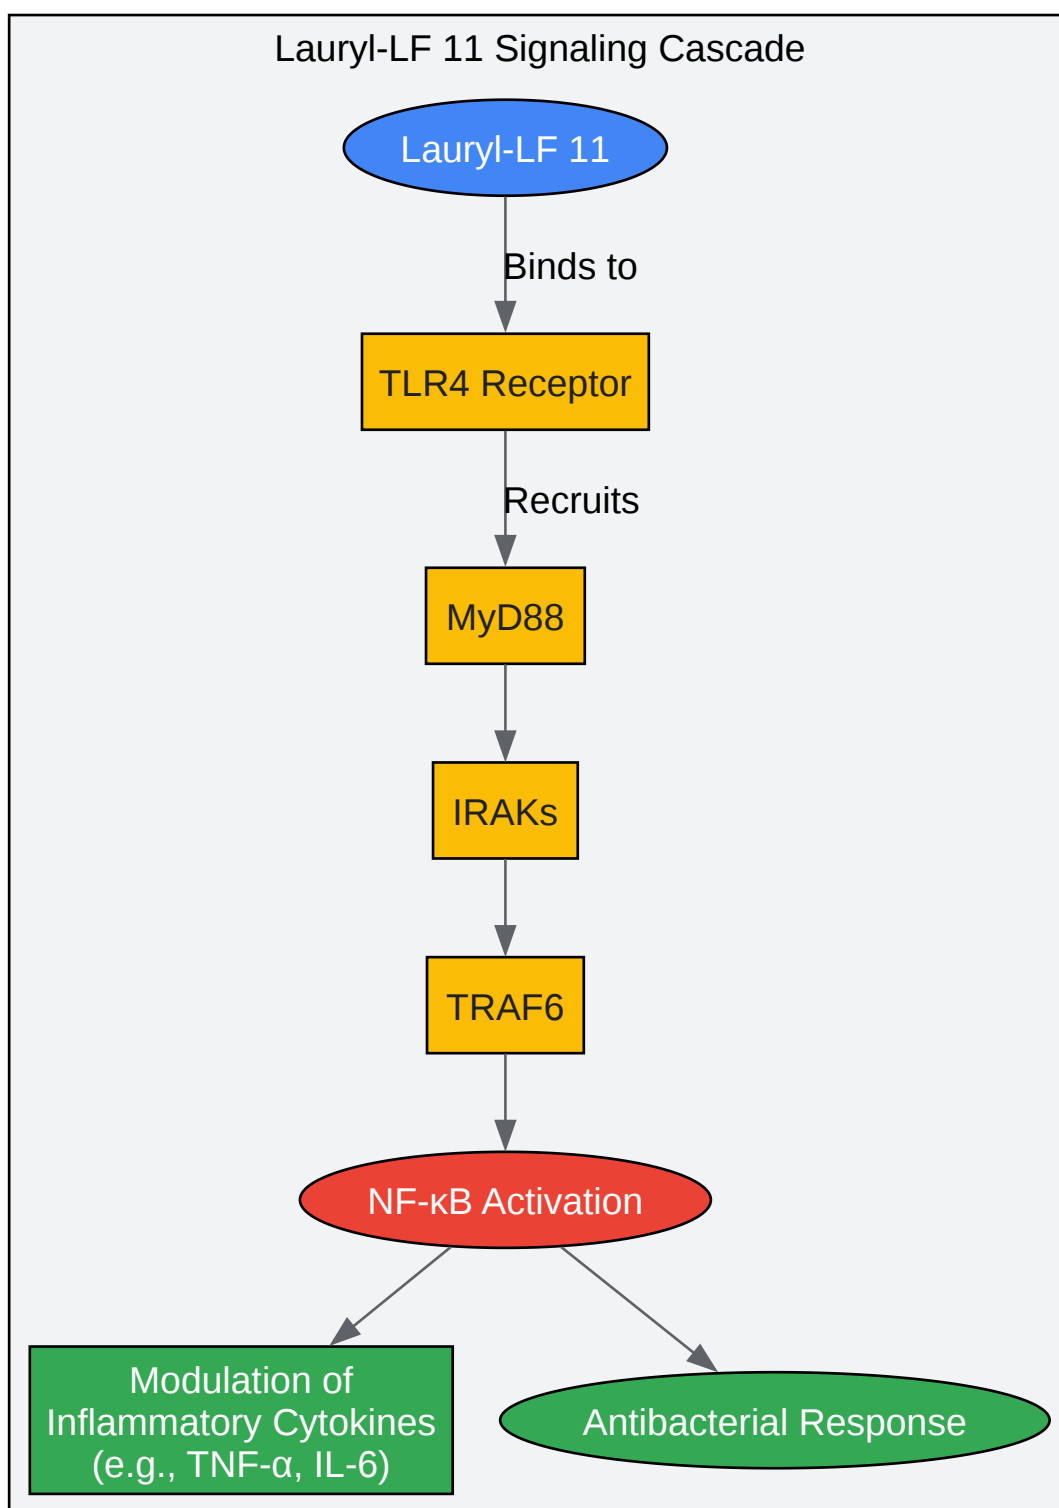 Lauryl-LF 11 Signaling Cascade
Lauryl-LF 11
Binds to
TLR4 Receptor
Recruits
MyD88
IRAKs
TRAF6
NF-κB Activation
Modulation of
Inflammatory Cytokines
(e.g., TNF-α, IL-6)
Antibacterial Response